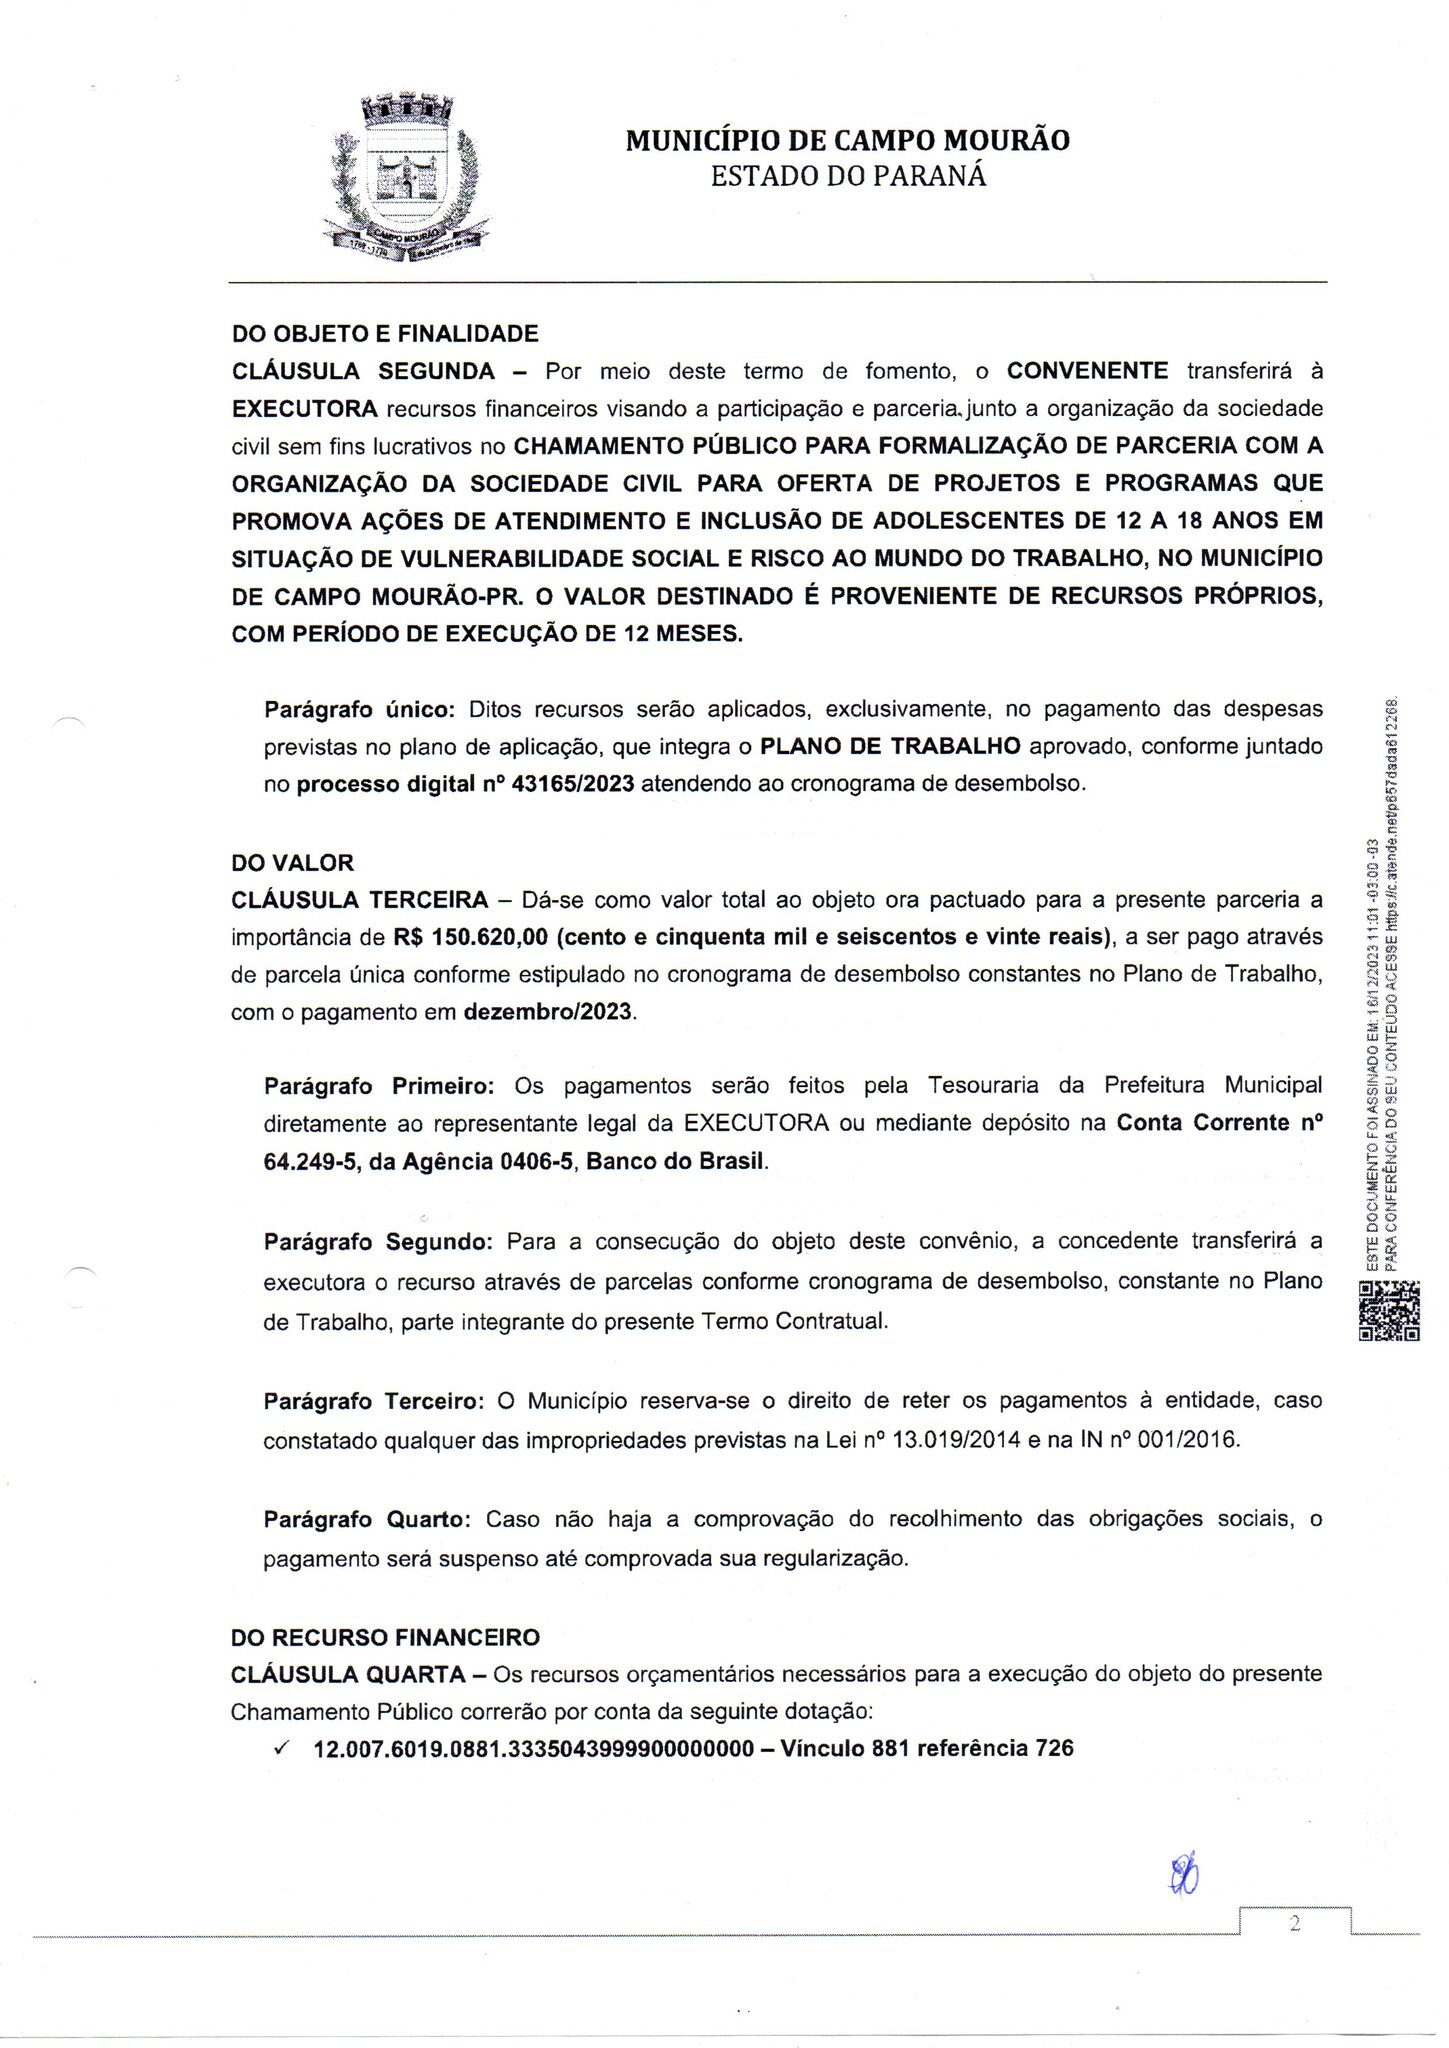 MUNICÍPIO DE CAMPO MOURÃO
ESTADO DO PARANÁ
CAMPO MOURÃO
DO OBJETO E FINALIDADE
CLÁUSULA SEGUNDA – Por meio deste termo de fomento, o CONVENENTE transferirá à
EXECUTORA recursos financeiros visando a participação e parceria junto a organização da sociedade
civil sem fins lucrativos no CHAMAMENTO PÚBLICO PARA FORMALIZAÇÃO DE PARCERIA COM A
ORGANIZAÇÃO DA SOCIEDADE CIVIL PARA OFERTA DE PROJETOS E PROGRAMAS QUE
PROMOVA AÇÕES DE ATENDIMENTO E INCLUSÃO DE ADOLESCENTES DE 12 A 18 ANOS EM
SITUAÇÃO DE VULNERABILIDADE SOCIAL E RISCO AO MUNDO DO TRABALHO, NO MUNICÍPIO
DE CAMPO MOURÃO-PR. O VALOR DESTINADO É PROVENIENTE DE RECURSOS PRÓPRIOS,
COM PERÍODO DE EXECUÇÃO DE 12 MESES.
Parágrafo único: Ditos recursos serão aplicados, exclusivamente, no pagamento das despesas
previstas no plano de aplicação, que integra o PLANO DE TRABALHO aprovado, conforme juntado
no processo digital nº 43165/2023 atendendo ao cronograma de desembolso.
DO VALOR
CLÁUSULA TERCEIRA – Dá-se como valor total ao objeto ora pactuado para a presente parceria a
importância de R$ 150.620,00 (cento e cinquenta mil e seiscentos e vinte reais), a ser pago através
de parcela única conforme estipulado no cronograma de desembolso constantes no Plano de Trabalho,
com o pagamento em dezembro/2023.
Parágrafo Primeiro: Os pagamentos serão feitos pela Tesouraria da Prefeitura Municipal
diretamente ao representante legal da EXECUTORA ou mediante depósito na Conta Corrente nº
64.249-5, da Agência 0406-5, Banco do Brasil.
Parágrafo Segundo: Para a consecução do objeto deste convênio, a concedente transferirá a
executora o recurso através de parcelas conforme cronograma de desembolso, constante no Plano
de Trabalho, parte integrante do presente Termo Contratual.
Parágrafo Terceiro: O Município reserva-se o direito de reter os pagamentos à entidade, caso
constatado qualquer das impropriedades previstas na Lei nº 13.019/2014 e na IN nº 001/2016.
Parágrafo Quarto: Caso não haja a comprovação do recolhimento das obrigações sociais, o
pagamento será suspenso até comprovada sua regularização.
DO RECURSO FINANCEIRO
CLÁUSULA QUARTA – Os recursos orçamentários necessários para a execução do objeto do presente
Chamamento Público correrão por conta da seguinte dotação:
✓ 12.007.6019.0881.3335043999900000000 – Vínculo 881 referência 726
2
ESTE DOCUMENTO FOI ASSINADO EM: 16/12/2023 11:01 -03:00 -03
PARA CONFERÊNCIA DO SEU CONTEÚDO ACESSE https://c.atende.net/p657dada612268.